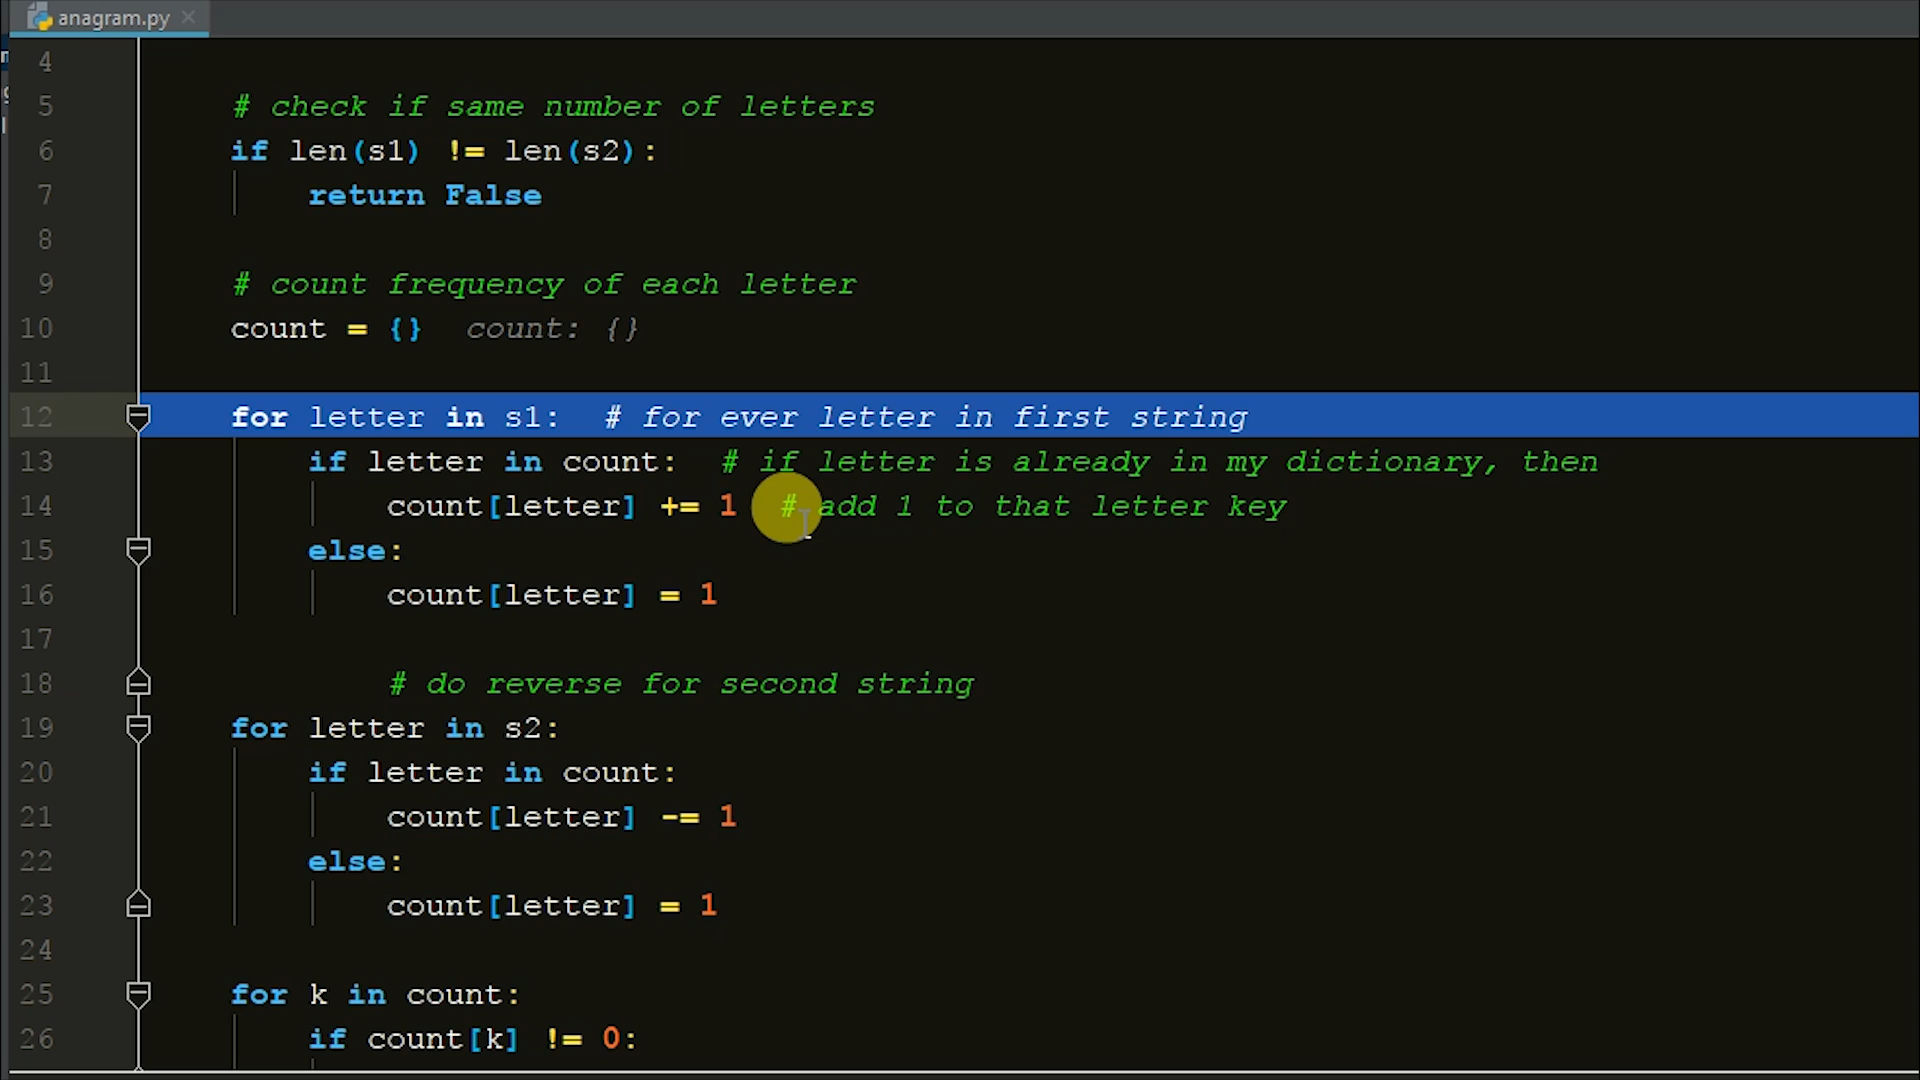 anagram.py
4
5 # check if same number of letters
6 if len(s1) != len(s2):
7 return False
8
9 # count frequency of each letter
10 count = {} count: {}
11
12 for letter in s1: # for ever letter in first string
13 if letter in count: # if letter is already in my dictionary, then
14 count[letter] += 1 # add 1 to that letter key
15 else:
16 count[letter] = 1
17
18 # do reverse for second string
19 for letter in s2:
20 if letter in count:
21 count[letter] -= 1
22 else:
23 count[letter] = 1
24
25 for k in count:
26 if count[k] != 0: